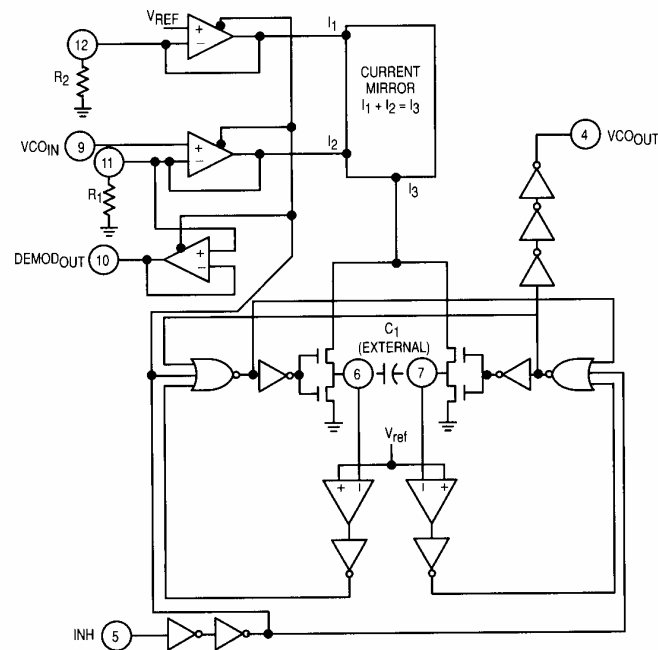 VREF
I1
12
+
−
R2
CURRENT
MIRROR
I1 + I2 = I3
VCOIN
9
+
−
I2
4
VCOOUT
11
R1
I3
DEMODOUT
10
+
−
C1
(EXTERNAL)
6
7
Vref
+
−
−
+
INH
5